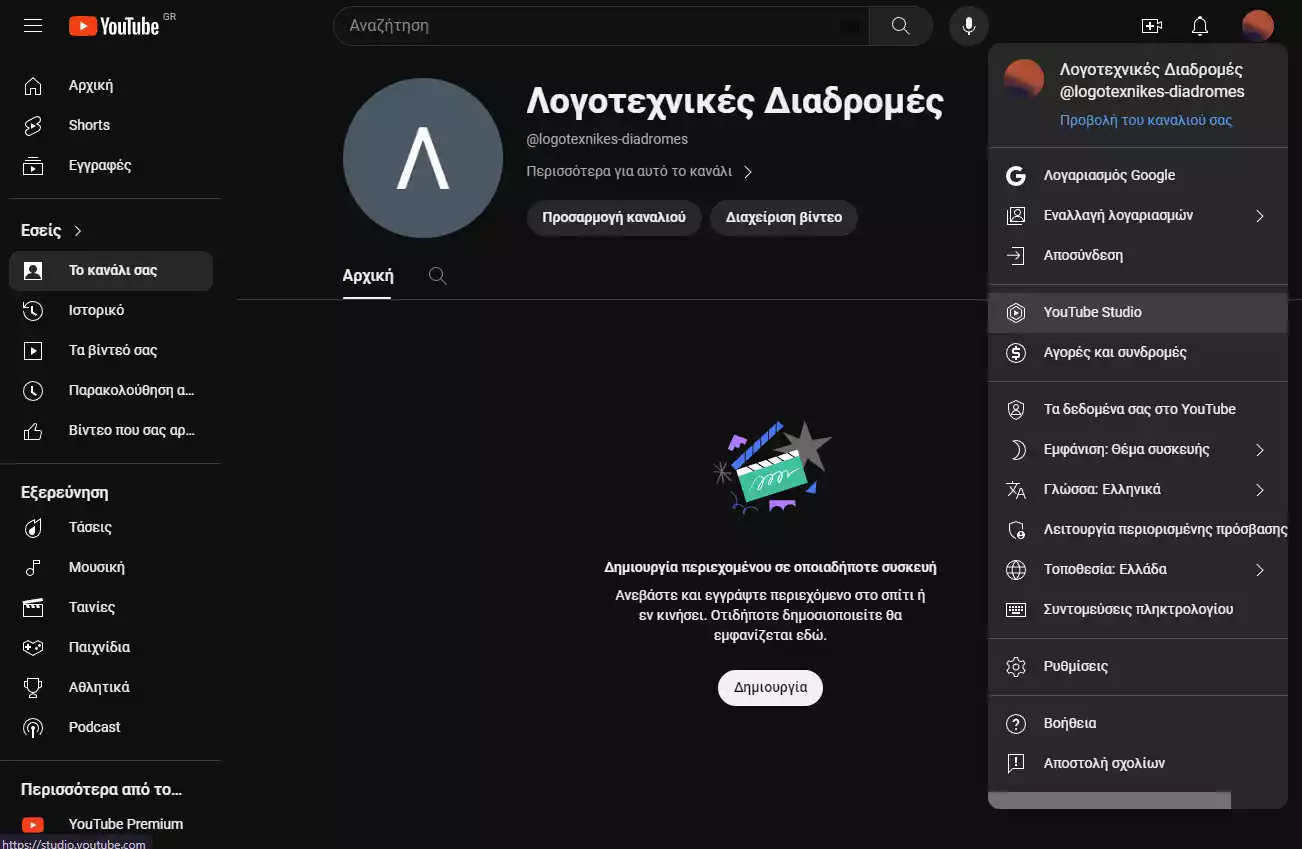 YouTube GR
Αναζήτηση
Αρχική
Shorts
Εγγραφές
Εσείς
Το κανάλι σας
Ιστορικό
Τα βίντεό σας
Παρακολούθηση α...
Βίντεο που σας αρ...
Εξερεύνηση
Τάσεις
Μουσική
Ταινίες
Παιχνίδια
Αθλητικά
Podcast
Περισσότερα από το...
YouTube Premium
https://studio.youtube.com
Λ
Λογοτεχνικές Διαδρομές
@logotexnikes-diadromes
Περισσότερα για αυτό το κανάλι
Προσαρμογή καναλιού
Διαχείριση βίντεο
Αρχική
Δημιουργία περιεχομένου σε οποιαδήποτε συσκευή
Ανεβάστε και εγγράψτε περιεχόμενο στο σπίτι ή
εν κινήσει. Οτιδήποτε δημοσιοποιείτε θα
εμφανίζεται εδώ.
Δημιουργία
Λογοτεχνικές Διαδρομές
@logotexnikes-diadromes
Προβολή του καναλιού σας
Λογαριασμός Google
Εναλλαγή λογαριασμών
Αποσύνδεση
YouTube Studio
Αγορές και συνδρομές
Τα δεδομένα σας στο YouTube
Εμφάνιση: Θέμα συσκευής
Γλώσσα: Ελληνικά
Λειτουργία περιορισμένης πρόσβασης
Τοποθεσία: Ελλάδα
Συντομεύσεις πληκτρολογίου
Ρυθμίσεις
Βοήθεια
Αποστολή σχολίων